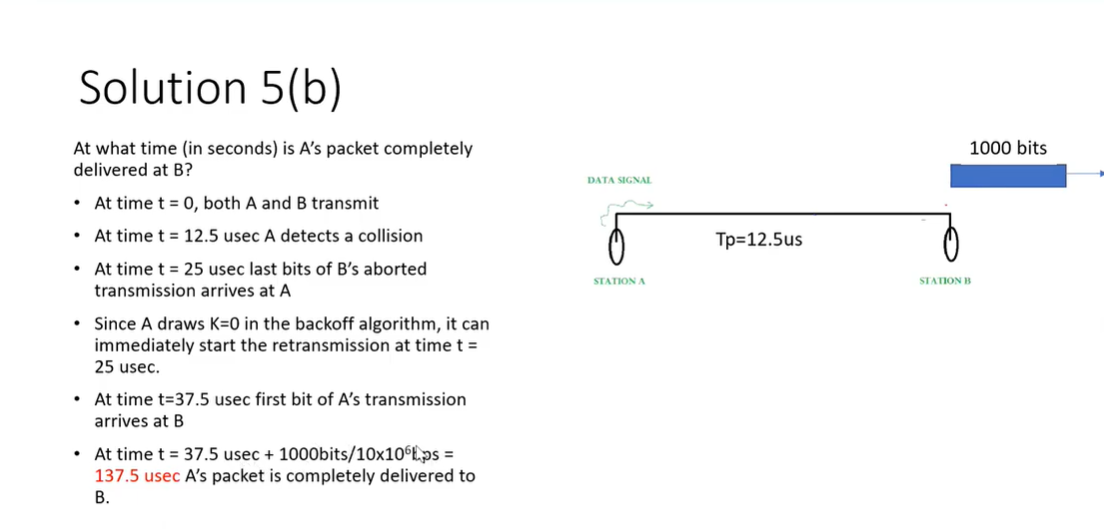 Solution 5(b)
At what time (in seconds) is A's packet completely
delivered at B?
• At time t = 0, both A and B transmit
• At time t = 12.5 usec A detects a collision
• At time t = 25 usec last bits of B's aborted
transmission arrives at A
• Since A draws K=0 in the backoff algorithm, it can
immediately start the retransmission at time t =
25 usec.
• At time t=37.5 usec first bit of A's transmission
arrives at B
• At time t = 37.5 usec + 1000bits/10x10⁶ =
137.5 usec A's packet is completely delivered to
B.
1000 bits
DATA SIGNAL
Tp=12.5us
STATION A
STATION B